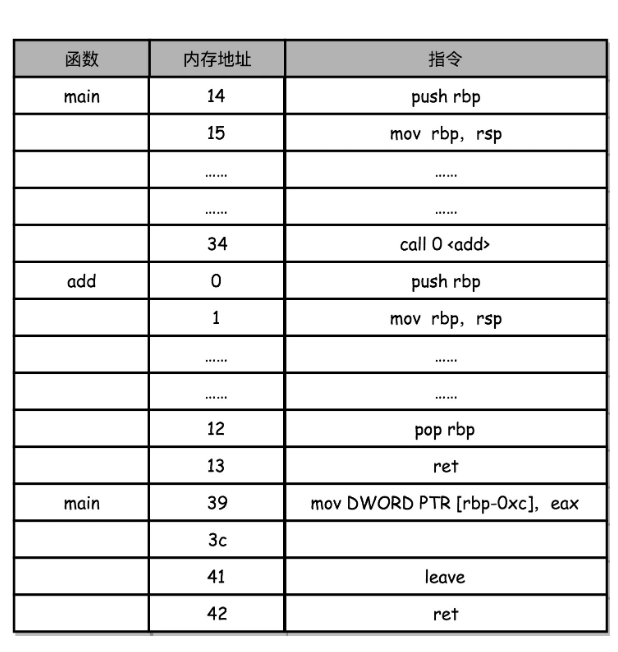 函数 内存地址 指令
main 14 push rbp
15 mov rbp, rsp
...... ......
...... ......
34 call 0 <add>
add 0 push rbp
1 mov rbp, rsp
...... ......
...... ......
12 pop rbp
13 ret
main 39 mov DWORD PTR [rbp-0xc], eax
3c
41 leave
42 ret